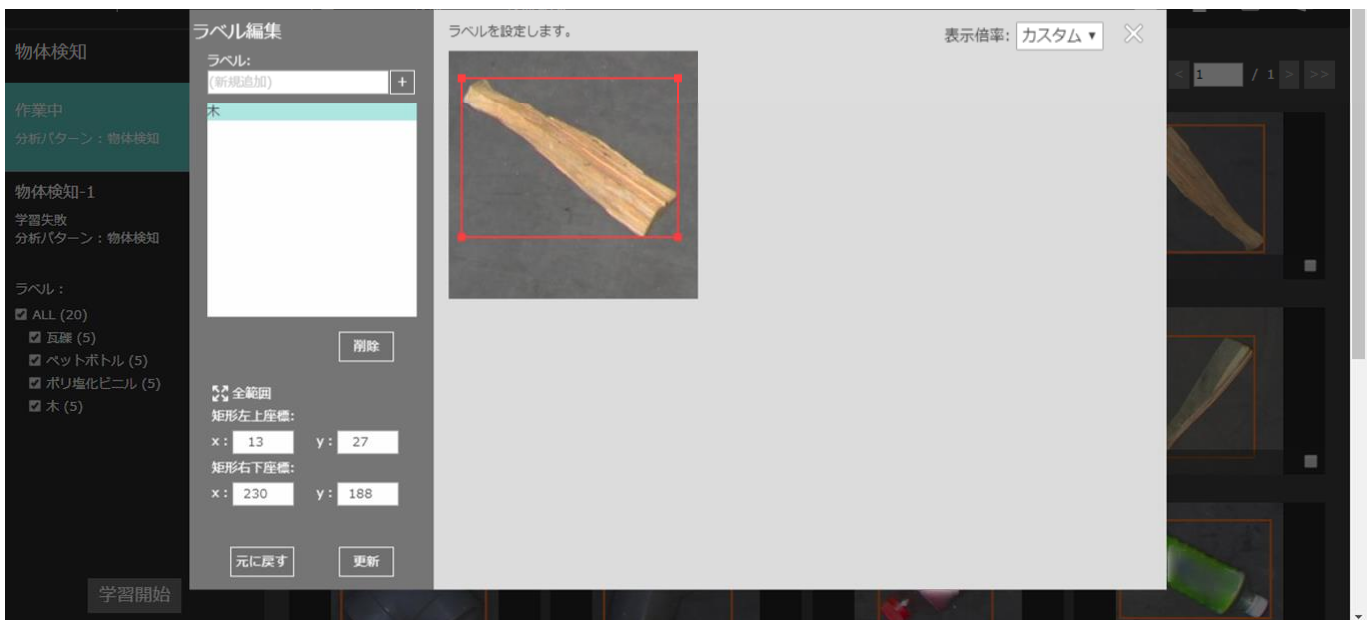 物体検知
作業中
分析パターン：物体検知
物体検知-1
学習失敗
分析パターン：物体検知
ラベル：
ALL (20)
瓦礫 (5)
ペットボトル (5)
ポリ塩化ビニル (5)
木 (5)
学習開始
ラベル編集
ラベル:
(新規追加) +
木
削除
全範囲
矩形左上座標:
x: 13 y: 27
矩形右下座標:
x: 230 y: 188
元に戻す 更新
ラベルを設定します。
表示倍率: カスタム
< 1 / 1 > >>